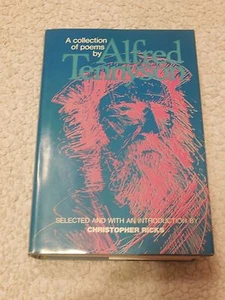 A collection
of poems
by
Alfred
Tennyson
SELECTED AND WITH AN INTRODUCTION BY
CHRISTOPHER RICKS